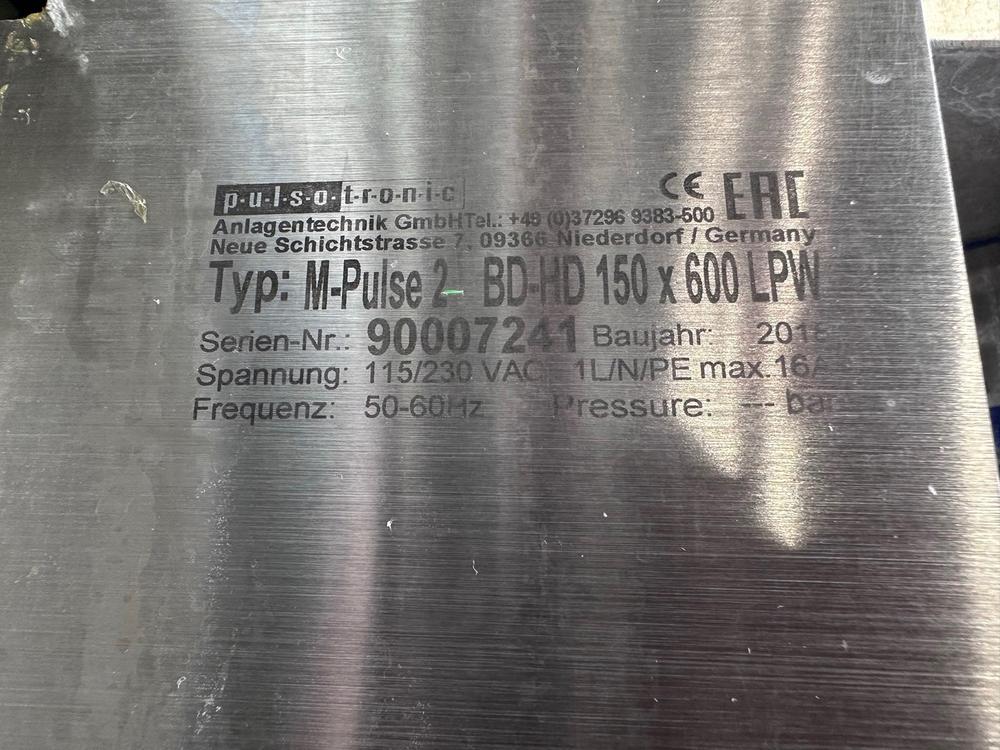 p·u·l·s·o·t·r·o·n·i·c CE EAC
Anlagentechnik GmbH Tel.: +49 (0)37296 9383-500
Neue Schichtstrasse 7, 09366 Niederdorf / Germany
Typ: M-Pulse 2- BD-HD 150 x 600 LPW
Serien-Nr.: 90007241 Baujahr:
Spannung: 115/230 VAC 1L/N/PE max.16A
Frequenz: 50-60Hz Pressure: --- bar